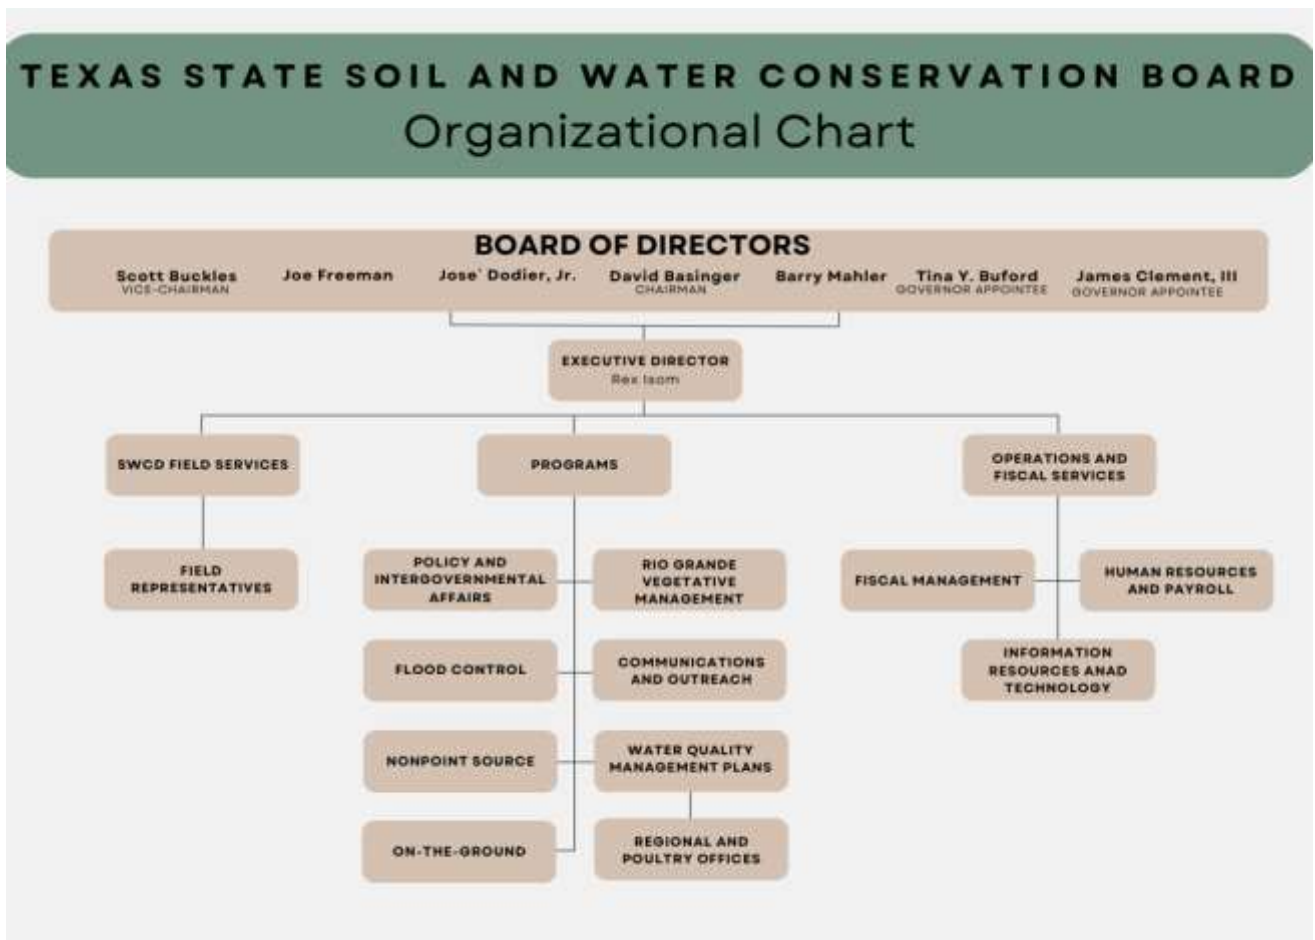 TEXAS STATE SOIL AND WATER CONSERVATION BOARD
Organizational Chart
BOARD OF DIRECTORS
Scott Buckles
VICE-CHAIRMAN
Joe Freeman
Jose` Dodier, Jr.
David Basinger
CHAIRMAN
Barry Mahler
Tina Y. Buford
GOVERNOR APPOINTEE
James Clement, III
GOVERNOR APPOINTEE
EXECUTIVE DIRECTOR
Rex Isom
SWCD FIELD SERVICES
PROGRAMS
OPERATIONS AND
FISCAL SERVICES
FIELD
REPRESENTATIVES
POLICY AND
INTERGOVERNMENTAL
AFFAIRS
RIO GRANDE
VEGETATIVE
MANAGEMENT
FISCAL MANAGEMENT
HUMAN RESOURCES
AND PAYROLL
FLOOD CONTROL
COMMUNICATIONS
AND OUTREACH
INFORMATION
RESOURCES ANAD
TECHNOLOGY
NONPOINT SOURCE
WATER QUALITY
MANAGEMENT PLANS
ON-THE-GROUND
REGIONAL AND
POULTRY OFFICES